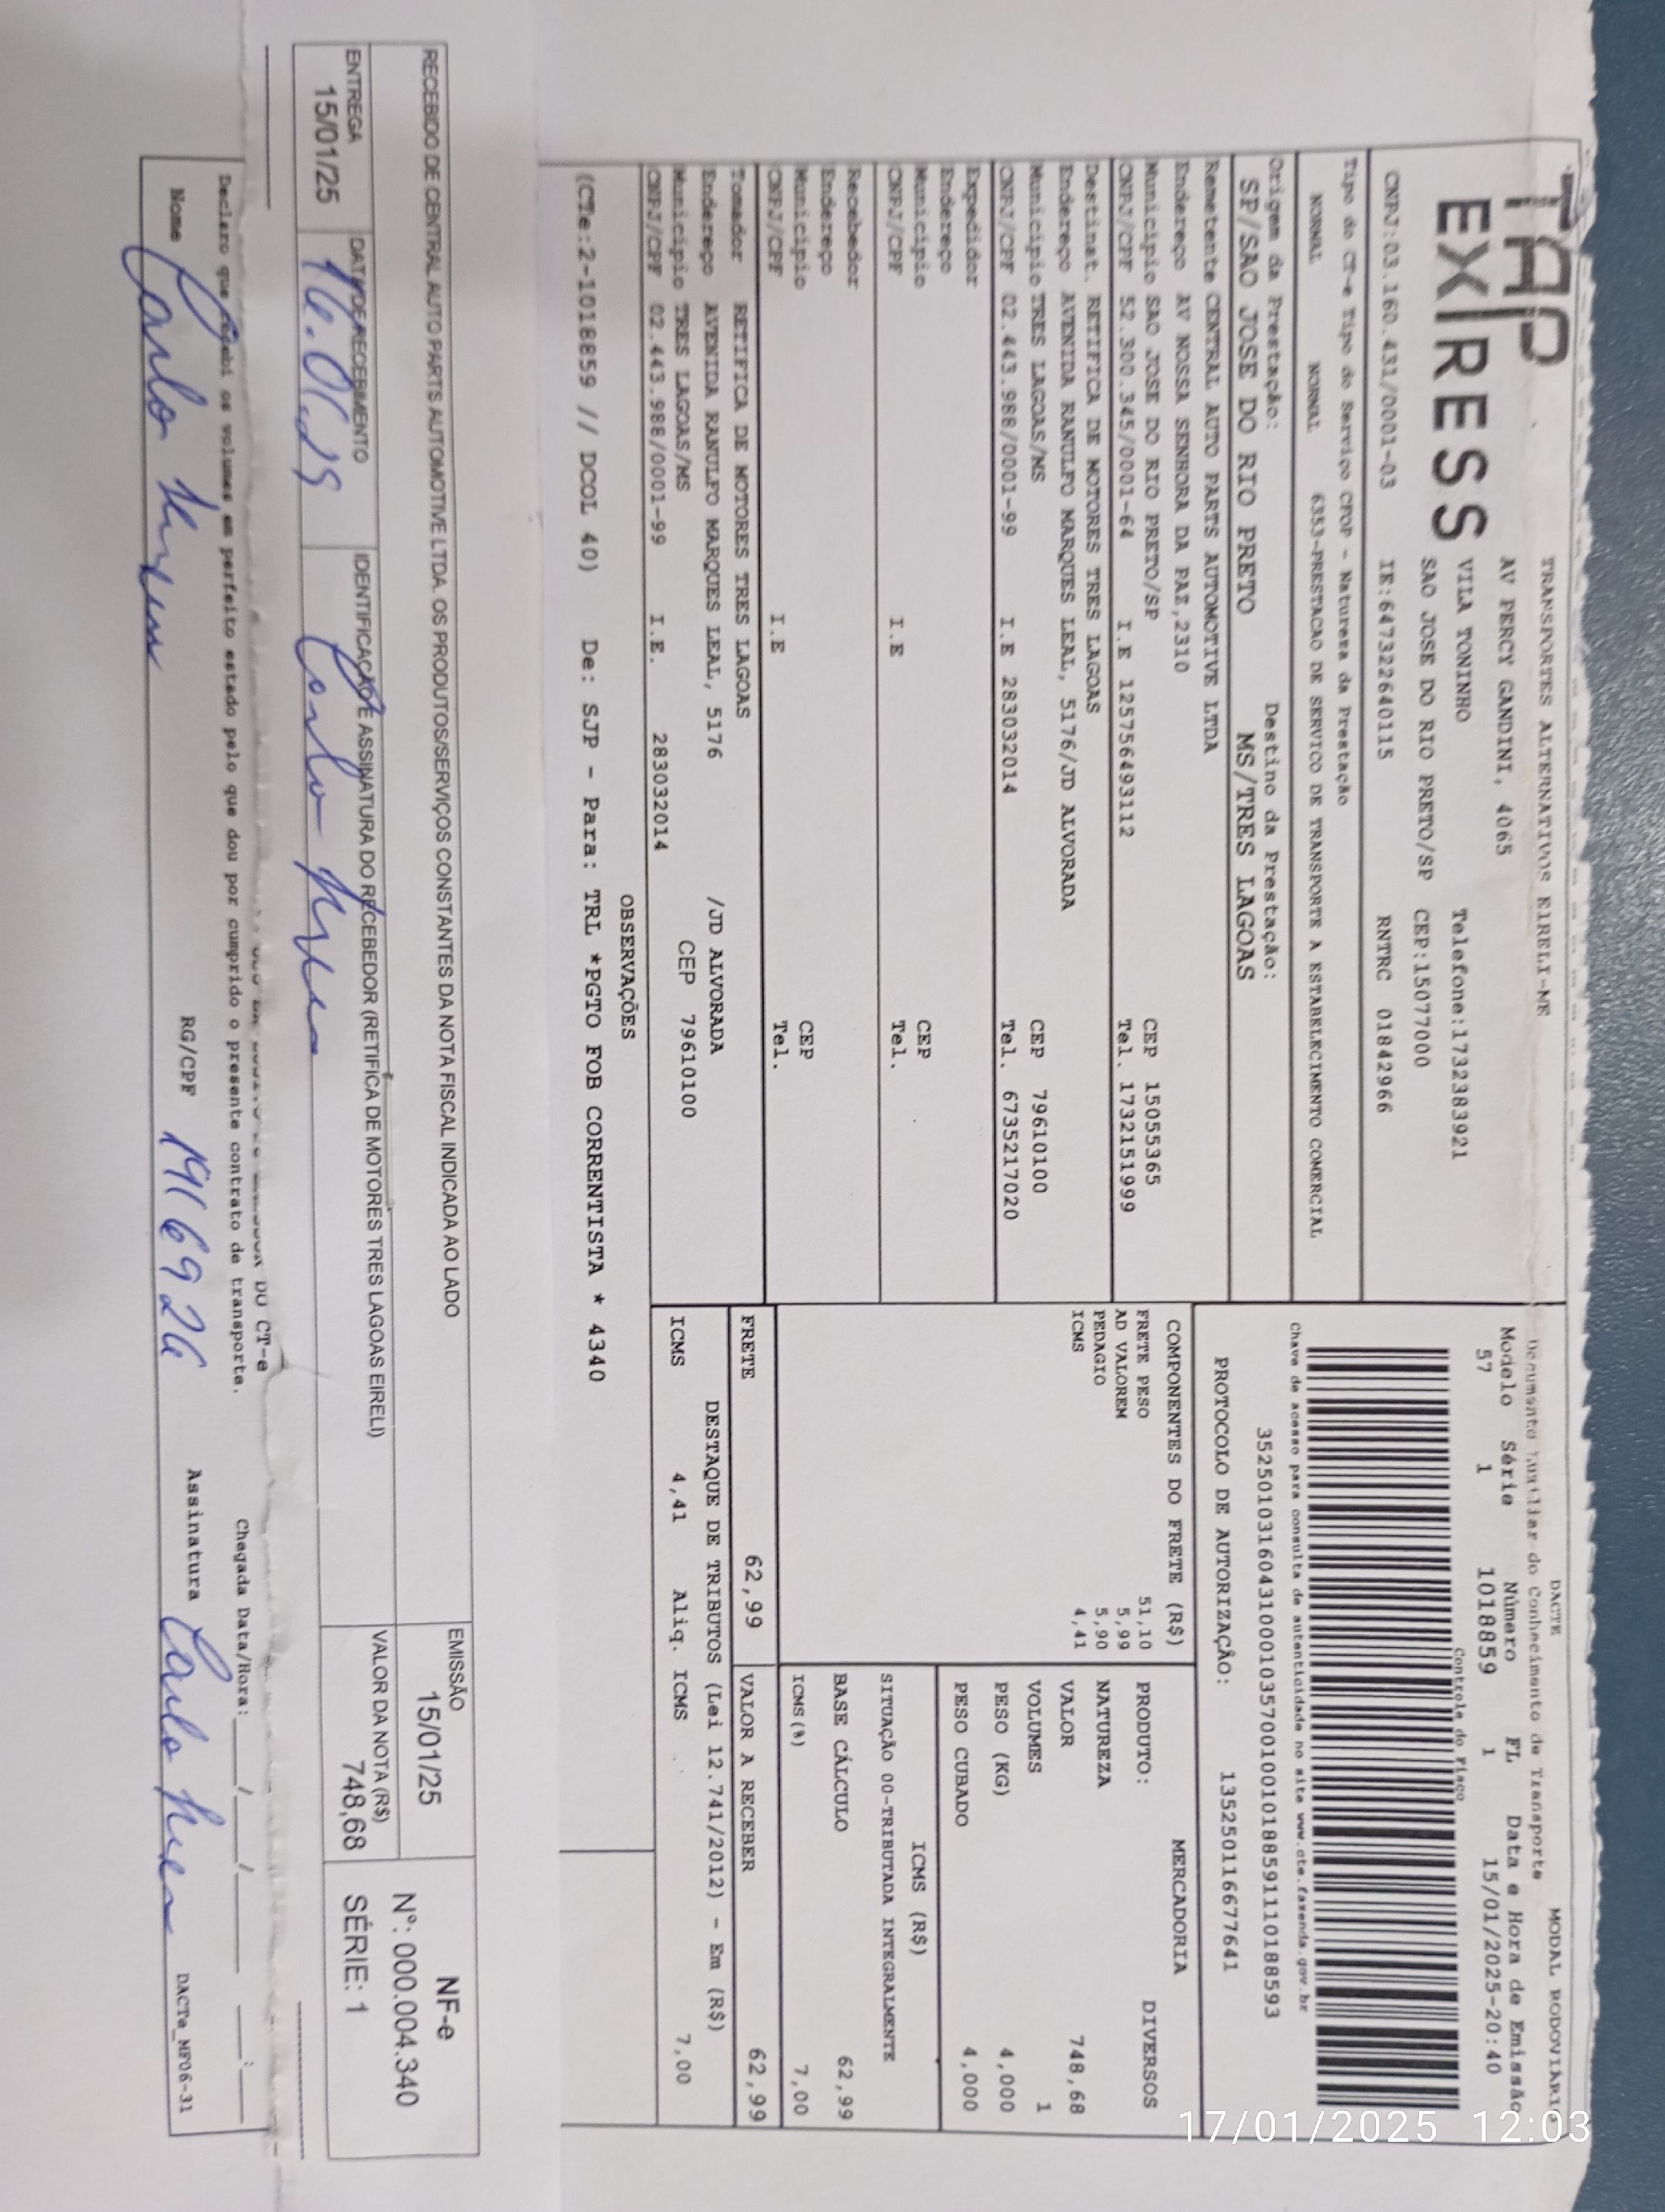 TAP
EXPRESS
TRANSPORTES ALTERNATIVOS EIRELI-ME
AV PERCY GANDINI, 4065
VILA TONINHO Telefone:1732383921
SAO JOSE DO RIO PRETO/SP CEP:15077000
CNPJ:03.160.431/0001-03 IE:647322640115 RNTRC 01842966
DACTE MODAL RODOVIÁRIO
Documento Auxiliar do Conhecimento de Transporte
Modelo Série Número FL Data e Hora de Emissão
57 1 1018859 1 15/01/2025-20:40
Controle do Fisco
Chave de acesso para consulta de autenticidade no site www.cte.fazenda.gov.br
35250103160431000103570010010188591110188593
PROTOCOLO DE AUTORIZAÇÃO: 135250116677641
Tipo do CT-e Tipo do Serviço CFOP - Natureza da Prestação
NORMAL NORMAL 6353-PRESTACAO DE SERVICO DE TRANSPORTE A ESTABELECIMENTO COMERCIAL
Origem da Prestação: Destino da Prestação:
SP/SAO JOSE DO RIO PRETO MS/TRES LAGOAS
Remetente CENTRAL AUTO PARTS AUTOMOTIVE LTDA
Endereço AV NOSSA SENHORA DA PAZ,2310
Município SAO JOSE DO RIO PRETO/SP CEP 15055365
CNPJ/CPF 52.300.345/0001-64 I.E 125756493112 Tel. 17321519​99
Destinat. RETIFICA DE MOTORES TRES LAGOAS
Endereço AVENIDA RANULFO MARQUES LEAL, 5176/JD ALVORADA
Município TRES LAGOAS/MS CEP 79610100
CNPJ/CPF 02.443.988/0001-99 I.E 283032014 Tel. 6735217020
Expedidor
Endereço
Município CEP
CNPJ/CPF I.E Tel.
Recebedor
Endereço
Município CEP
CNPJ/CPF I.E Tel.
Tomador RETIFICA DE MOTORES TRES LAGOAS
Endereço AVENIDA RANULFO MARQUES LEAL, 5176 /JD ALVORADA
Município TRES LAGOAS/MS CEP 79610100
CNPJ/CPF 02.443.988/0001-99 I.E. 283032014
COMPONENTES DO FRETE (R$)
FRETE PESO 51,10
AD VALOREM 5,99
PEDAGIO 5,90
ICMS 4,41
MERCADORIA
PRODUTO: DIVERSOS
NATUREZA
VALOR 748,68
VOLUMES 1
PESO (KG) 4,000
PESO CUBADO 4,000
ICMS (R$)
SITUAÇÃO 00-TRIBUTADA INTEGRALMENTE
BASE CÁLCULO 62,99
ICMS(%) 7,00
FRETE 62,99 VALOR A RECEBER 62,99
DESTAQUE DE TRIBUTOS (Lei 12.741/2012) - Em (R$)
ICMS 4,41 Aliq. ICMS 7,00
OBSERVAÇÕES
(CTe:2-1018859 // DCOL 40) De: SJP - Para: TRL *PGTO FOB CORRENTISTA * 4340
RECEBIDO DE CENTRAL AUTO PARTS AUTOMOTIVE LTDA. OS PRODUTOS/SERVIÇOS CONSTANTES DA NOTA FISCAL INDICADA AO LADO
EMISSÃO
15/01/25
NF-e
Nº: 000.004.340
SÉRIE: 1
ENTREGA
15/01/25
DATA DE RECEBIMENTO
IDENTIFICAÇÃO E ASSINATURA DO RECEBEDOR (RETIFICA DE MOTORES TRES LAGOAS EIRELI)
VALOR DA NOTA (R$)
748,68
DO CT-e
Declaro que recebi os volumes em perfeito estado pelo que dou por cumprido o presente contrato de transporte.
Chegada Data/Hora:___/___/___ __:__
Nome RG/CPF 1916926 Assinatura
DACTe_NF06-31
17/01/2025 12:03